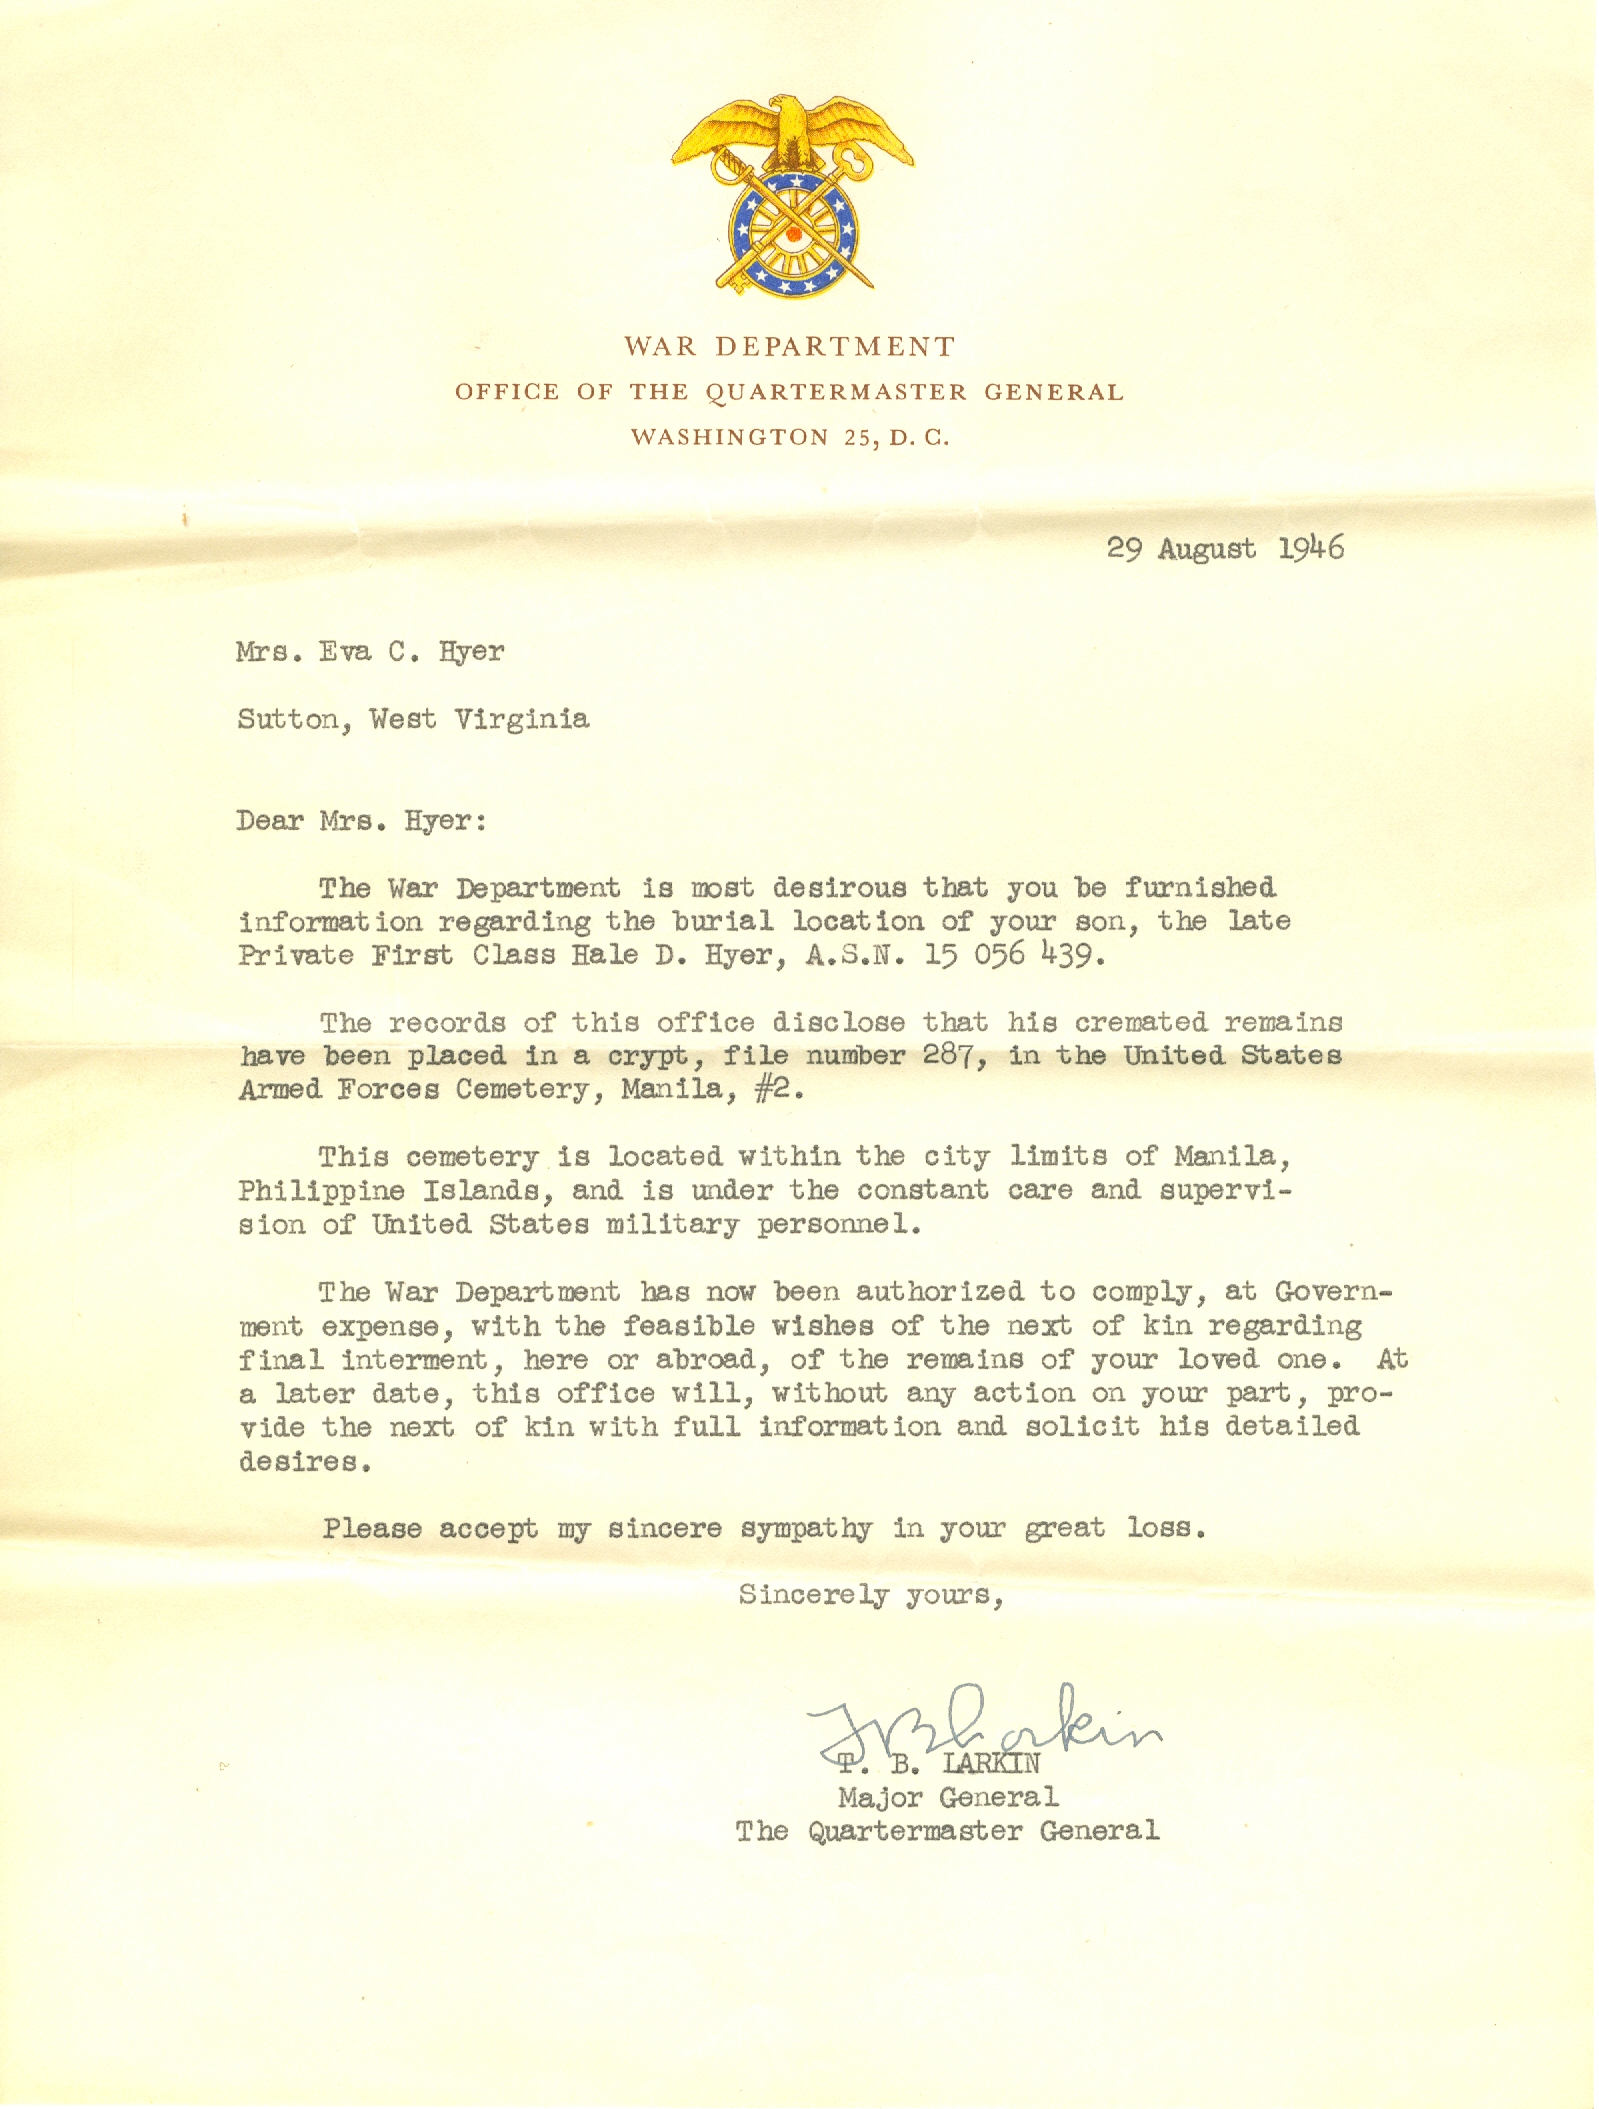 WAR DEPARTMENT
OFFICE OF THE QUARTERMASTER GENERAL
WASHINGTON 25, D. C.
29 August 1946
Mrs. Eva C. Hyer
Sutton, West Virginia
Dear Mrs. Hyer:
The War Department is most desirous that you be furnished
information regarding the burial location of your son, the late
Private First Class Hale D. Hyer, A.S.N. 15 056 439.
The records of this office disclose that his cremated remains
have been placed in a crypt, file number 287, in the United States
Armed Forces Cemetery, Manila, #2.
This cemetery is located within the city limits of Manila,
Philippine Islands, and is under the constant care and supervi-
sion of United States military personnel.
The War Department has now been authorized to comply, at Govern-
ment expense, with the feasible wishes of the next of kin regarding
final interment, here or abroad, of the remains of your loved one. At
a later date, this office will, without any action on your part, pro-
vide the next of kin with full information and solicit his detailed
desires.
Please accept my sincere sympathy in your great loss.
Sincerely yours,
T B Larkin
T. B. LARKIN
Major General
The Quartermaster General